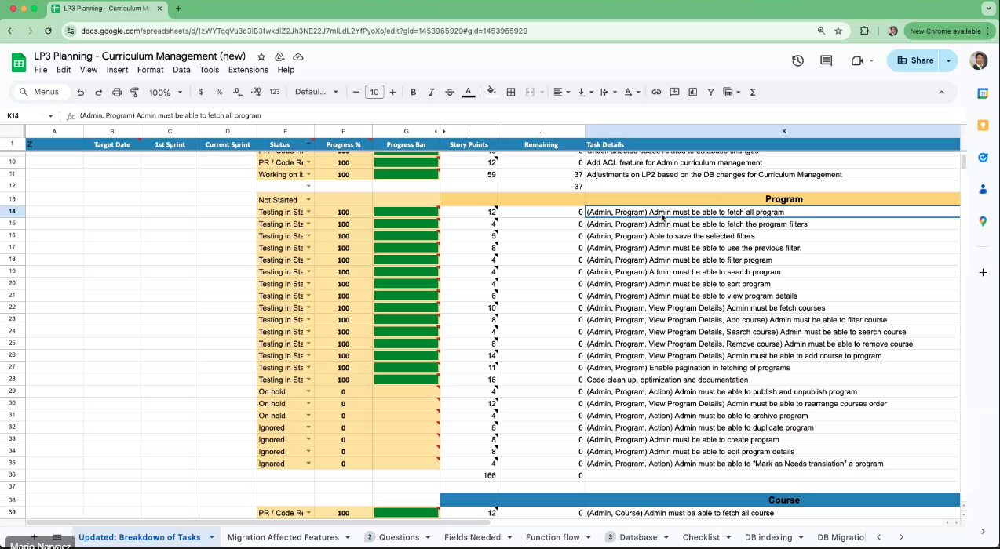 LP3 Planning - Curriculum M
docs.google.com/spreadsheets/d/1zWYTqqVu3o3IB3fwkdiZ2Jh3NE22J7mILdL2YfPyoXo/edit?gid=1453965929#gid=1453965929
New Chrome available
LP3 Planning - Curriculum Management (new)
Share
File Edit View Insert Format Data Tools Extensions Help
Menus 100% $ % .0 .00 123 Defaul... 10 B I A
K14 fx (Admin, Program) Admin must be able to fetch all program
A B C D E F G I J K
1 Z Target Date 1st Sprint Current Sprint Status Progress % Progress Bar Story Points Remaining Task Details
10 PR / Code Re 100 12 0 Add ACL feature for Admin curriculum management
11 Working on it 100 59 37 Adjustments on LP2 based on the DB changes for Curriculum Management
12 37
13 Not Started Program
14 Testing in Sta 100 12 0 (Admin, Program) Admin must be able to fetch all program
15 Testing in Sta 100 4 0 (Admin, Program) Admin must be able to fetch the program filters
16 Testing in Sta 100 5 0 (Admin, Program) Able to save the selected filters
17 Testing in Sta 100 8 0 (Admin, Program) Admin must be able to use the previous filter.
18 Testing in Sta 100 4 0 (Admin, Program) Admin must be able to filter program
19 Testing in Sta 100 4 0 (Admin, Program) Admin must be able to search program
20 Testing in Sta 100 4 0 (Admin, Program) Admin must be able to sort program
21 Testing in Sta 100 6 0 (Admin, Program) Admin must be able to view program details
22 Testing in Sta 100 10 0 (Admin, Program, View Program Details) Admin must be fetch courses
23 Testing in Sta 100 8 0 (Admin, Program, View Program Details, Add course) Admin must be able to filter course
24 Testing in Sta 100 4 0 (Admin, Program, View Program Details, Search course) Admin must be able to search course
25 Testing in Sta 100 8 0 (Admin, Program, View Program Details, Remove course) Admin must be able to remove course
26 Testing in Sta 100 14 0 (Admin, Program, View Program Details) Admin must be able to add course to program
27 Testing in Sta 100 11 0 (Admin, Program) Enable pagination in fetching of programs
28 Testing in Sta 100 16 0 Code clean up, optimization and documentation
29 On hold 0 4 0 (Admin, Program, Action) Admin must be able to publish and unpublish program
30 On hold 0 12 0 (Admin, Program, View Program Details) Admin must be able to rearrange courses order
31 On hold 0 4 0 (Admin, Program, Action) Admin must be able to archive program
32 Ignored 0 8 0 (Admin, Program, Action) Admin must be able to duplicate program
33 Ignored 0 8 0 (Admin, Program) Admin must be able to create program
34 Ignored 0 8 0 (Admin, Program) Admin must be able to edit program details
35 Ignored 0 4 0 (Admin, Program, Action) Admin must be able to "Mark as Needs translation" a program
36 166 0
37
38 Course
39 PR / Code Re 100 12 0 (Admin, Course) Admin must be able to fetch all course
Updated: Breakdown of Tasks Migration Affected Features 2 Questions Fields Needed Function flow 3 Database Checklist DB indexing DB Migratio
Mario Narvaez